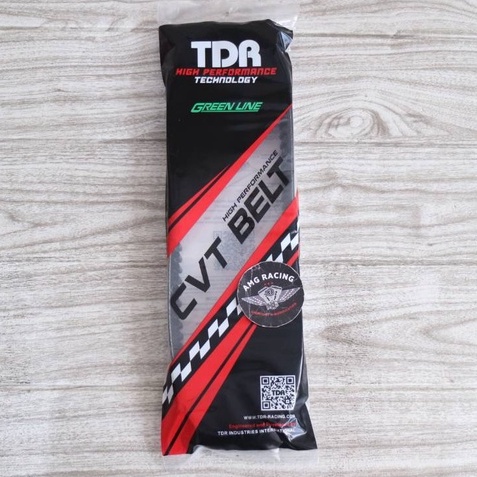 TDR
HIGH PERFORMANCE
TECHNOLOGY
GREEN LINE
HIGH PERFORMANCE
CVT BELT
AMG RACING
TDR
WWW.TDR-RACING.COM
TDR INDUSTRIES